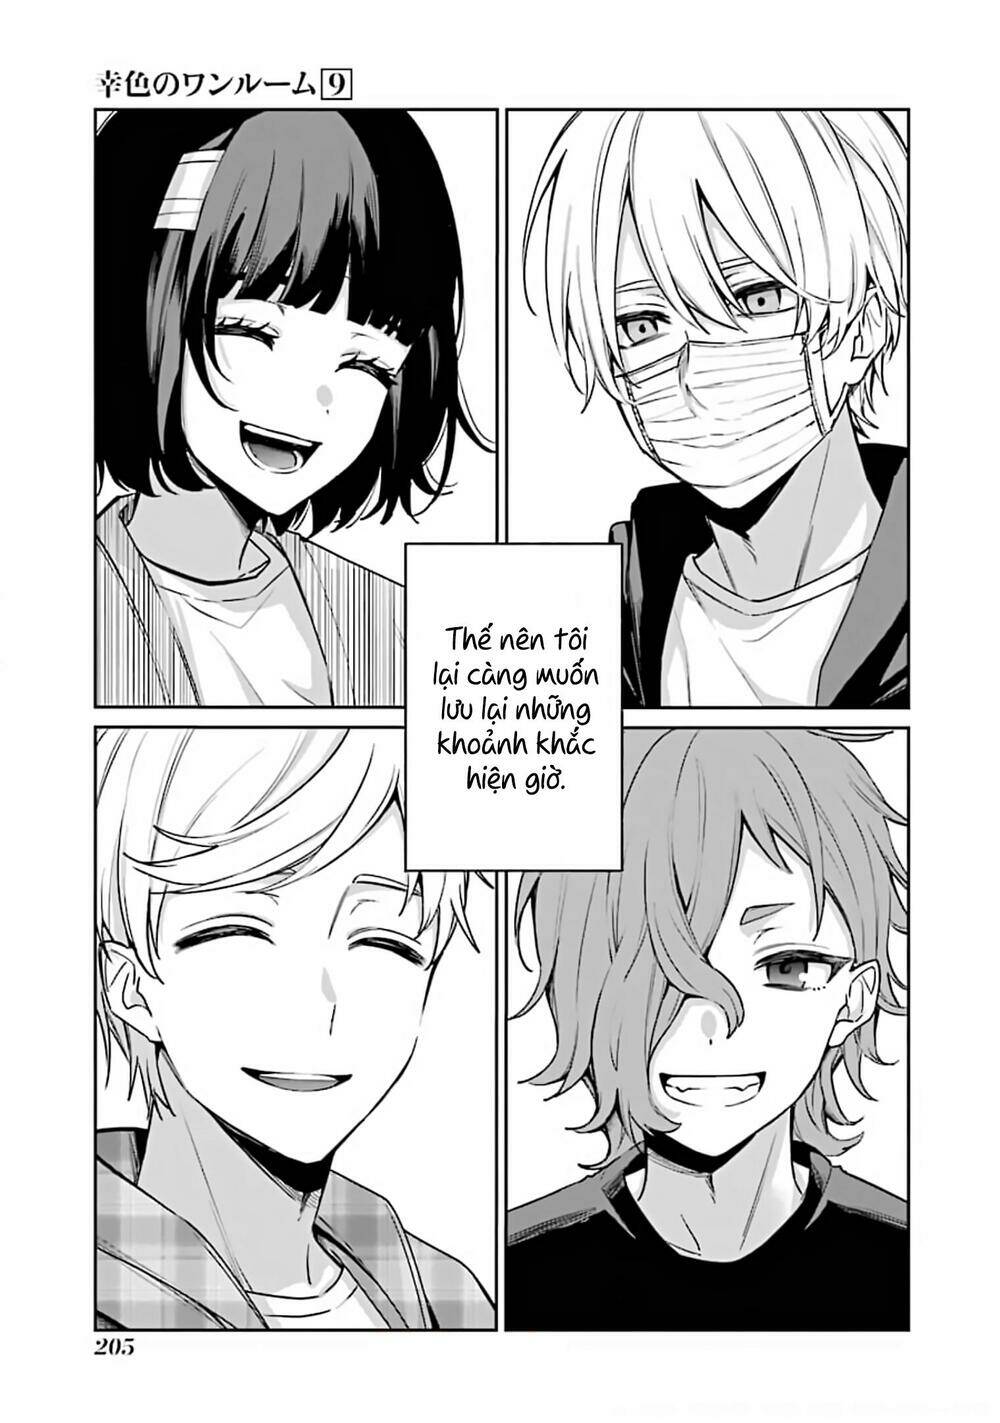 幸色のワンルーム 9
Thế nên tôi
lại càng muốn
lưu lại những
khoảnh khắc
hiện giờ.
205